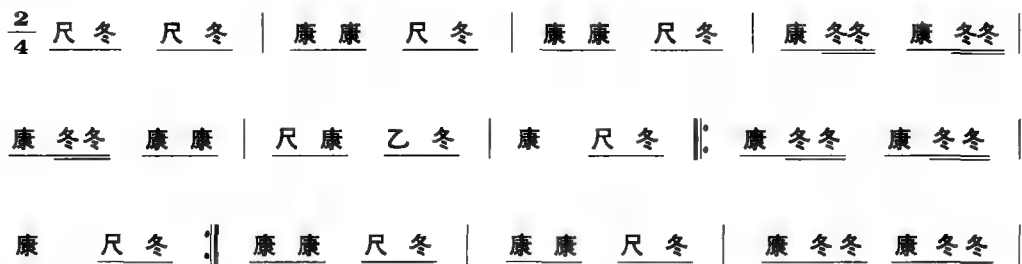 2/4 尺 冬 尺 冬 | 康 康 尺 冬 | 康 康 尺 冬 | 康 冬冬 康 冬冬 |
康 冬冬 康 康 | 尺 康 乙 冬 | 康 尺 冬 ‖: 康 冬冬 康 冬冬 |
康 尺 冬 :‖ 康 康 尺 冬 | 康 康 尺 冬 | 康 冬冬 康 冬冬 |